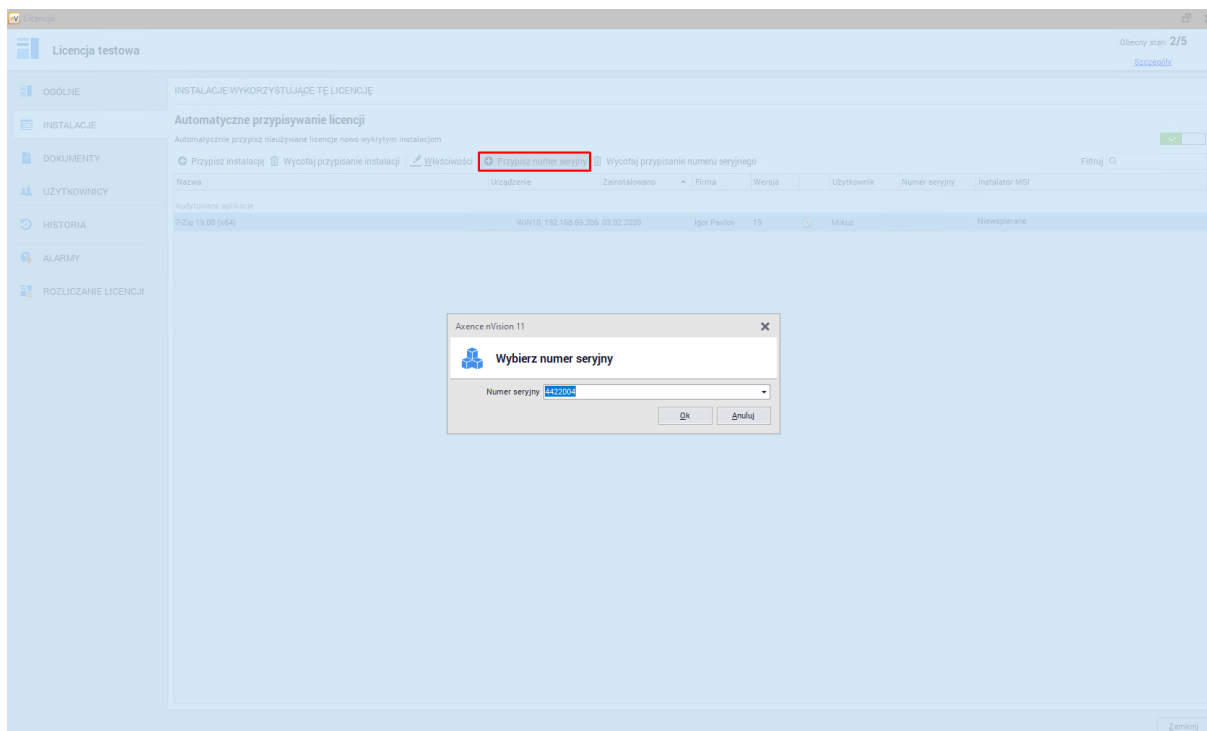 nV Licencja
Licencja testowa
Obecny stan: 2/5
Szczegóły
OGÓLNE
INSTALACJE
DOKUMENTY
UŻYTKOWNICY
HISTORIA
ALARMY
ROZLICZANIE LICENCJI
INSTALACJE WYKORZYSTUJĄCE TĘ LICENCJĘ
Automatyczne przypisywanie licencji
Automatycznie przypisz nieużywane licencje nowo wykrytym instalacjom
Przypisz instalację Wycofaj przypisanie instalacji Właściwości Przypisz numer seryjny Wycofaj przypisanie numeru seryjnego Filtruj
Nazwa Urządzenie Zainstalowano Firma Wersja Użytkownik Numer seryjny Instalator MSI
Audytowane aplikacje
7-Zip 19.00 (x64) WIN10, 192.168.69.206 03.02.2020 Igor Pavlov 19 Mikuz Niewspierane
Axence nVision 11
Wybierz numer seryjny
Numer seryjny 4422004
Ok Anuluj
Zamknij